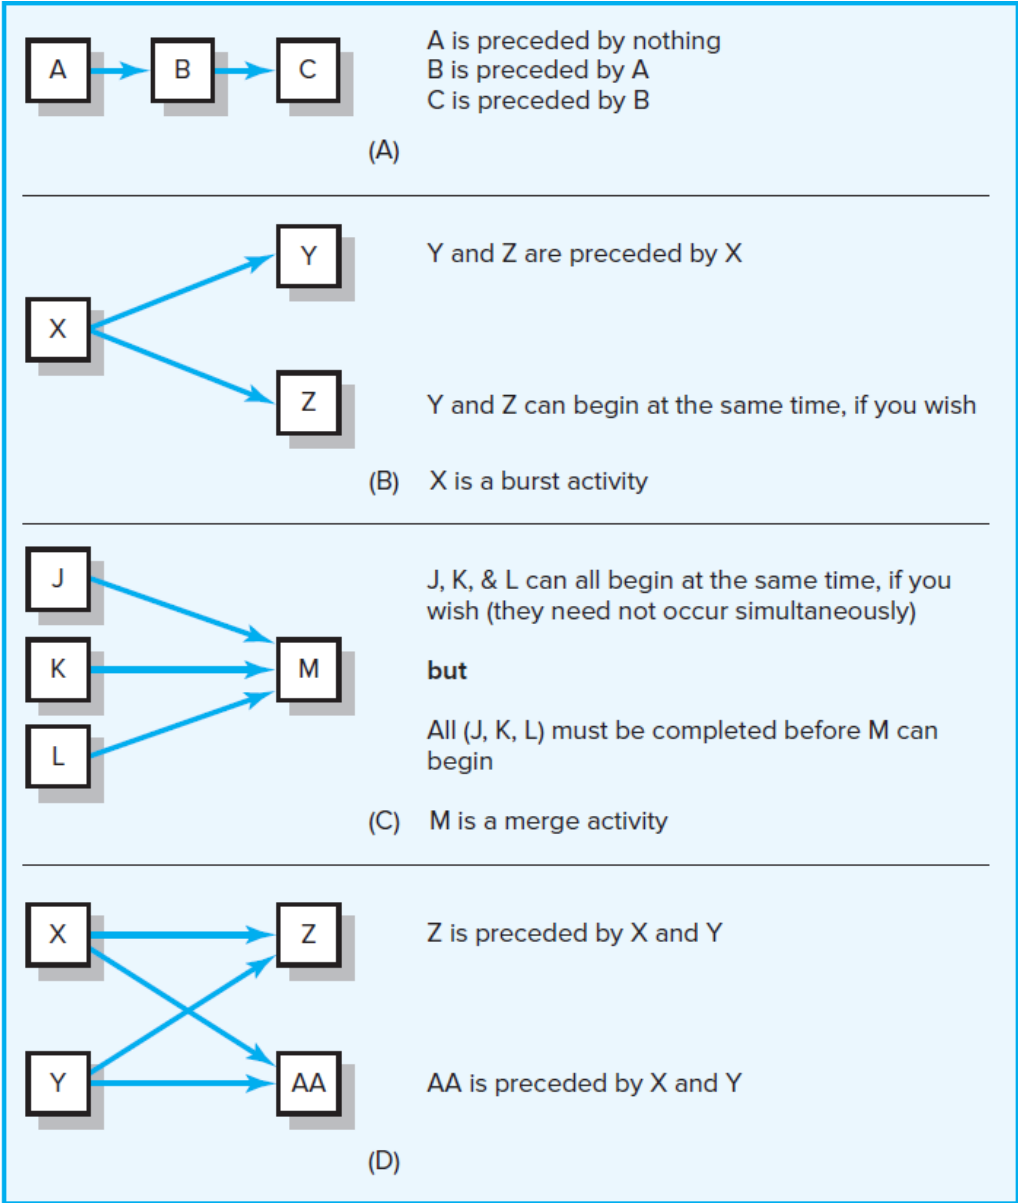 A
B
C
A is preceded by nothing
B is preceded by A
C is preceded by B
(A)
X
Y
Z
Y and Z are preceded by X
Y and Z can begin at the same time, if you wish
(B) X is a burst activity
J
K
L
M
J, K, & L can all begin at the same time, if you
wish (they need not occur simultaneously)
but
All (J, K, L) must be completed before M can
begin
(C) M is a merge activity
X
Z
Y
AA
Z is preceded by X and Y
AA is preceded by X and Y
(D)